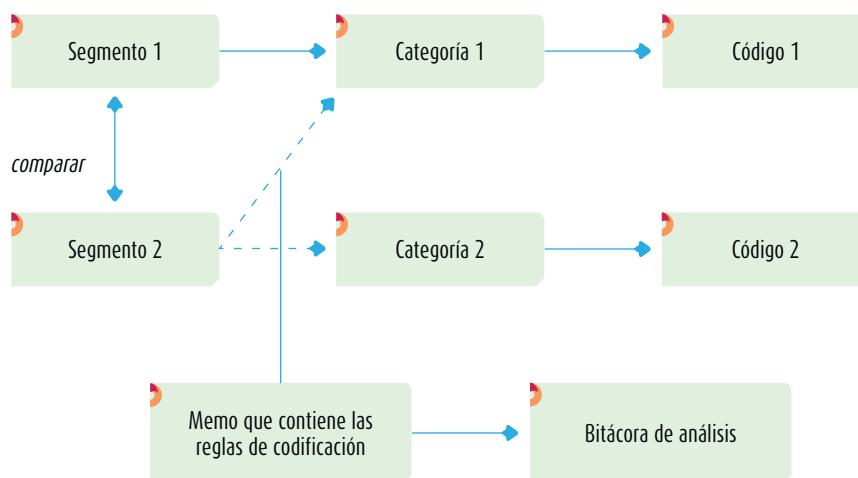 Segmento 1
Categoría 1
Código 1
comparar
Segmento 2
Categoría 2
Código 2
Memo que contiene las
reglas de codificación
Bitácora de análisis